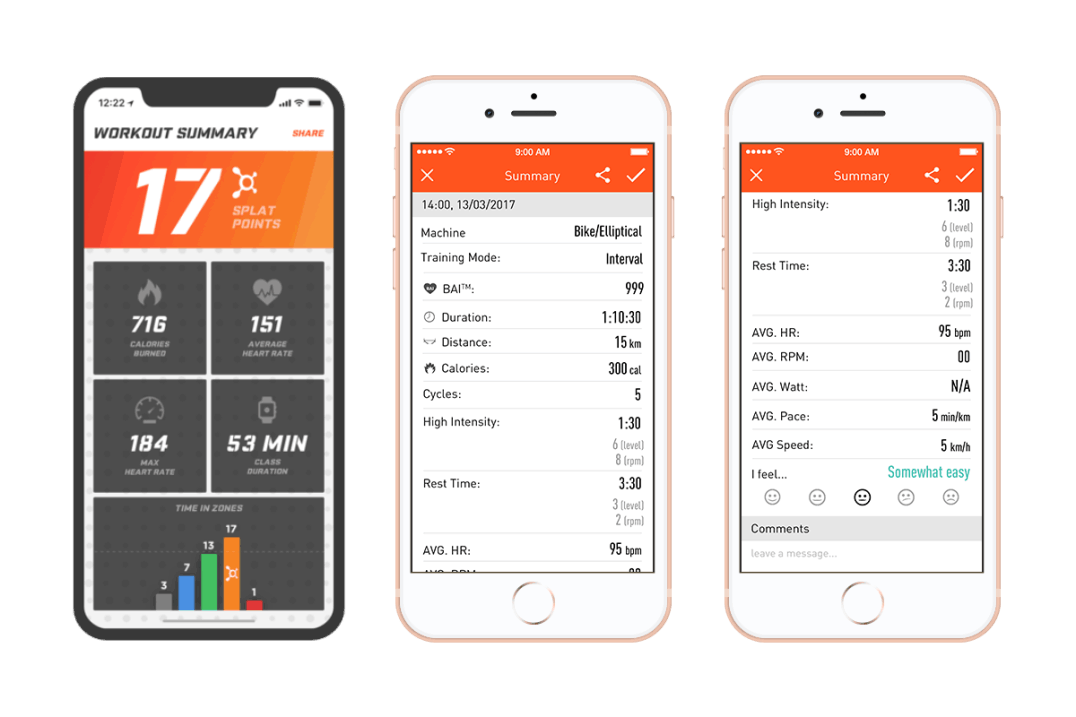 12:22
WORKOUT SUMMARY SHARE
17 SPLAT
POINTS
716
CALORIES
BURNED
151
AVERAGE
HEART RATE
184
MAX
HEART RATE
53 MIN
CLASS
DURATION
TIME IN ZONES
3 7 13 17 1
9:00 AM
Summary
14:00, 13/03/2017
Machine Bike/Elliptical
Training Mode: Interval
BAI™: 999
Duration: 1:10:30
Distance: 15 km
Calories: 300 cal
Cycles: 5
High Intensity: 1:30
6 (level)
8 (rpm)
Rest Time: 3:30
3 (level)
2 (rpm)
AVG. HR: 95 bpm
AVG. RPM: 00
9:00 AM
Summary
High Intensity: 1:30
6 (level)
8 (rpm)
Rest Time: 3:30
3 (level)
2 (rpm)
AVG. HR: 95 bpm
AVG. RPM: 00
AVG. Watt: N/A
AVG. Pace: 5 min/km
AVG Speed: 5 km/h
I feel... Somewhat easy
Comments
leave a message...